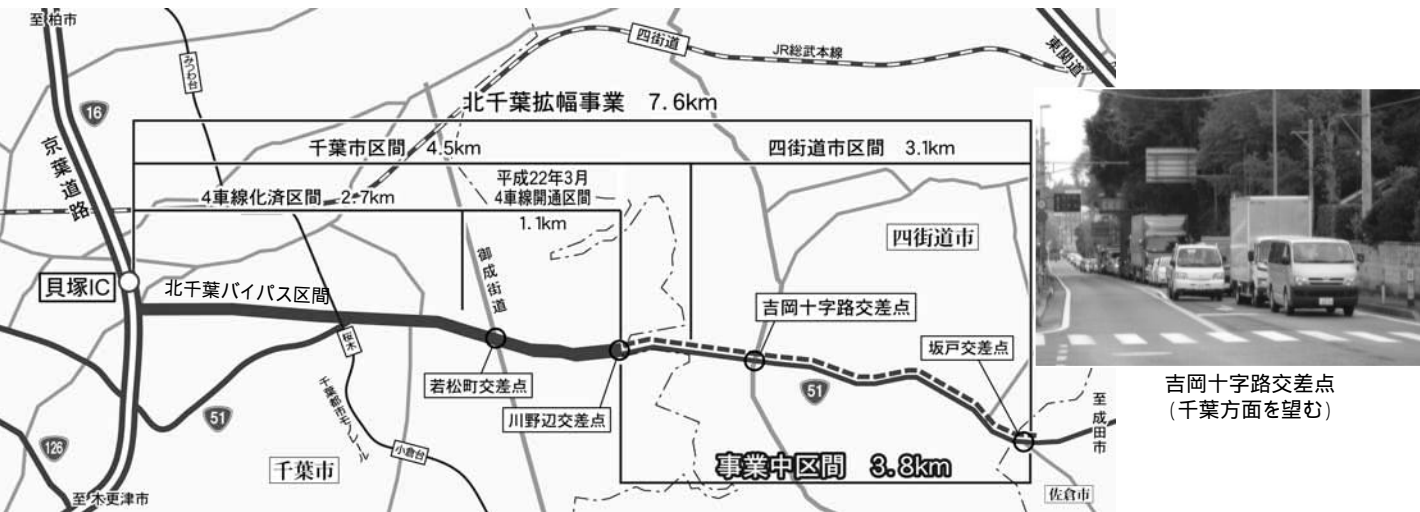 至 柏市
みつわ台
四街道
JR総武本線
東関道
16
京葉道路
北千葉拡幅事業 7.6km
千葉市区間 4.5km
四街道市区間 3.1km
4車線化済区間 2.7km
平成22年3月
4車線開通区間
1.1km
御成街道
四街道市
貝塚IC
北千葉バイパス区間
吉岡十字路交差点
坂戸交差点
桜木
若松町交差点
川野辺交差点
51
51
126
千葉都市モノレール
小倉台
千葉市
至 木更津市
事業中区間 3.8km
至 成田市
佐倉市
吉岡十字路交差点
(千葉方面を望む)